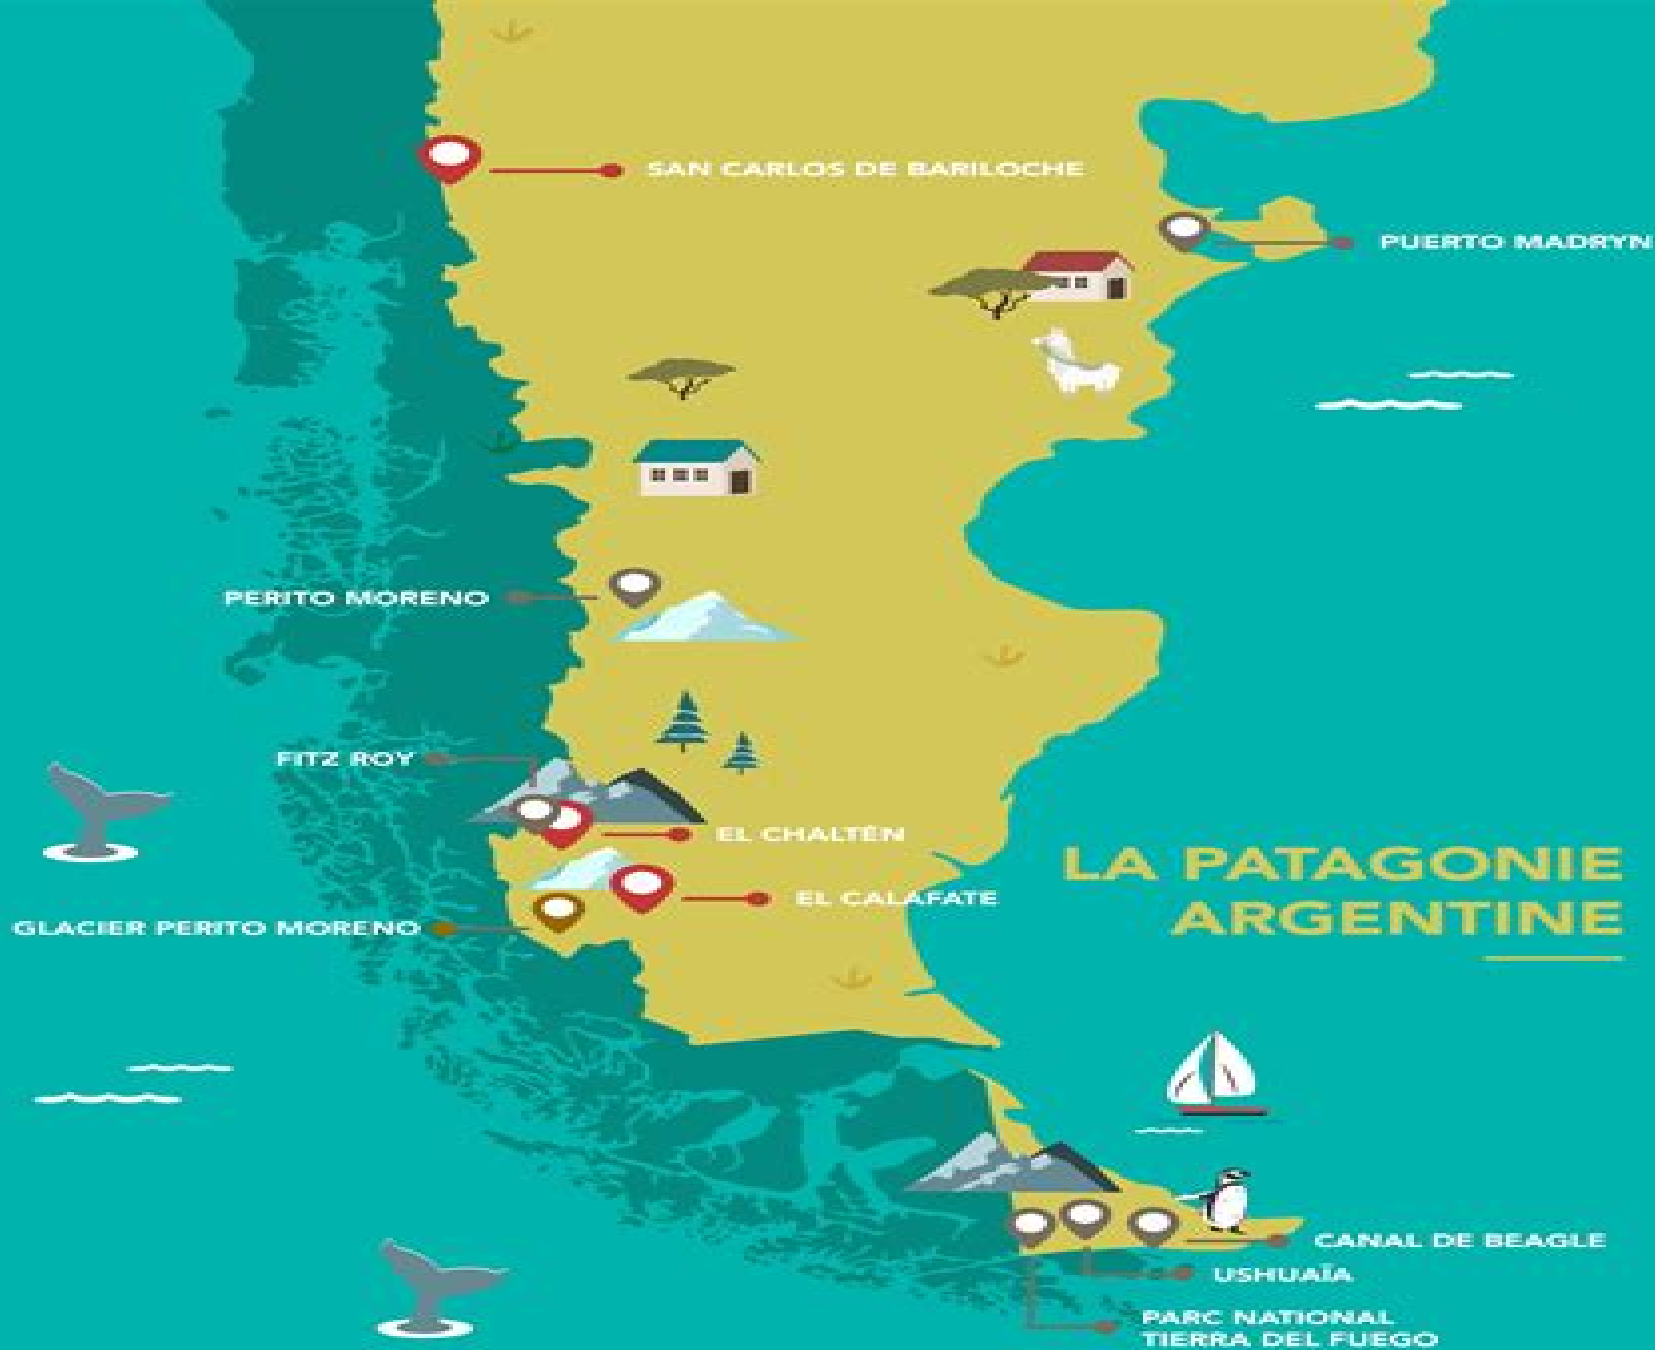 SAN CARLOS DE BARILOCHE
PUERTO MADRYN
PERITO MORENO
FITZ ROY
EL CHALTÉN
LA PATAGONIE
ARGENTINE
EL CALAFATE
GLACIER PERITO MORENO
CANAL DE BEAGLE
USHUAÏA
PARC NATIONAL
TIERRA DEL FUEGO